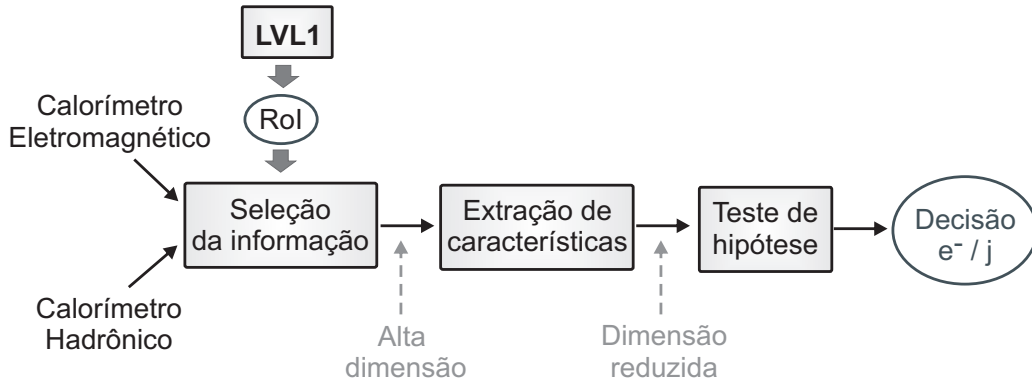 LVL1
RoI
Calorímetro
Eletromagnético
Seleção
da informação
Extração de
características
Teste de
hipótese
Decisão
e⁻ / j
Calorímetro
Hadrônico
Alta
dimensão
Dimensão
reduzida